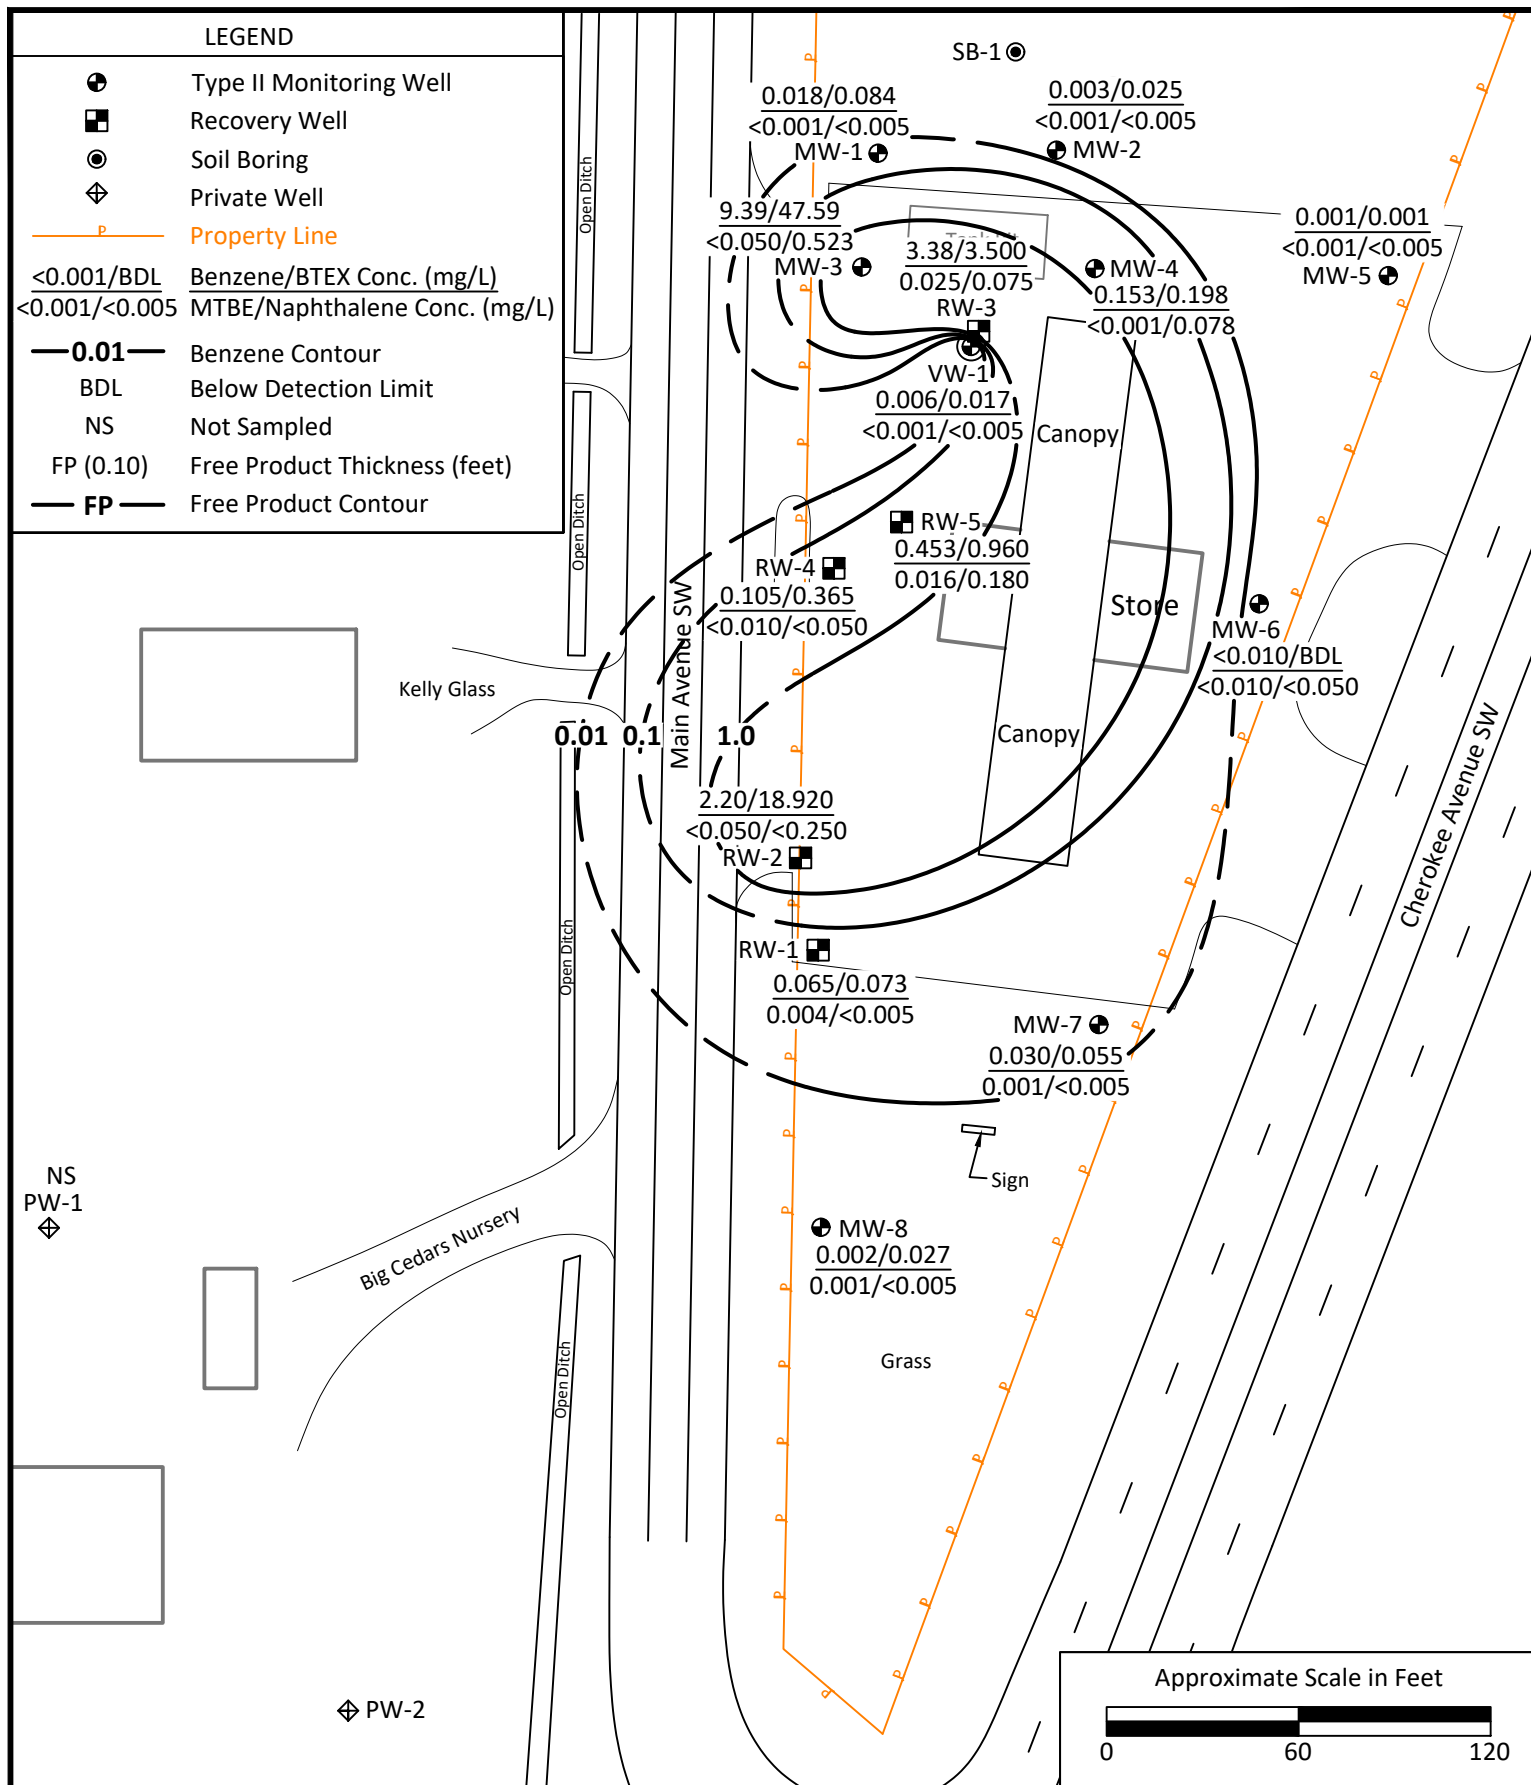 LEGEND
Type II Monitoring Well
Recovery Well
Soil Boring
Private Well
P
Property Line
<0.001/BDL Benzene/BTEX Conc. (mg/L)
<0.001/<0.005 MTBE/Naphthalene Conc. (mg/L)
0.01 Benzene Contour
BDL Below Detection Limit
NS Not Sampled
FP (0.10) Free Product Thickness (feet)
FP Free Product Contour
SB-1
0.018/0.084
<0.001/<0.005
MW-1
0.003/0.025
<0.001/<0.005
MW-2
Open Ditch
9.39/47.59
<0.050/0.523
MW-3
3.38/3.500
0.025/0.075
RW-3
MW-4
0.153/0.198
<0.001/0.078
0.001/0.001
<0.001/<0.005
MW-5
VW-1
0.006/0.017
<0.001/<0.005
Canopy
Open Ditch
RW-5
0.453/0.960
0.016/0.180
RW-4
0.105/0.365
<0.010/<0.050
Main Avenue SW
Store
MW-6
<0.010/BDL
<0.010/<0.050
Kelly Glass
0.01 0.1 1.0
Canopy
2.20/18.920
<0.050/<0.250
RW-2
Cherokee Avenue SW
Open Ditch
RW-1
0.065/0.073
0.004/<0.005
MW-7
0.030/0.055
0.001/<0.005
Sign
NS
PW-1
Big Cedars Nursery
MW-8
0.002/0.027
0.001/<0.005
Grass
Open Ditch
PW-2
Approximate Scale in Feet
0 60 120